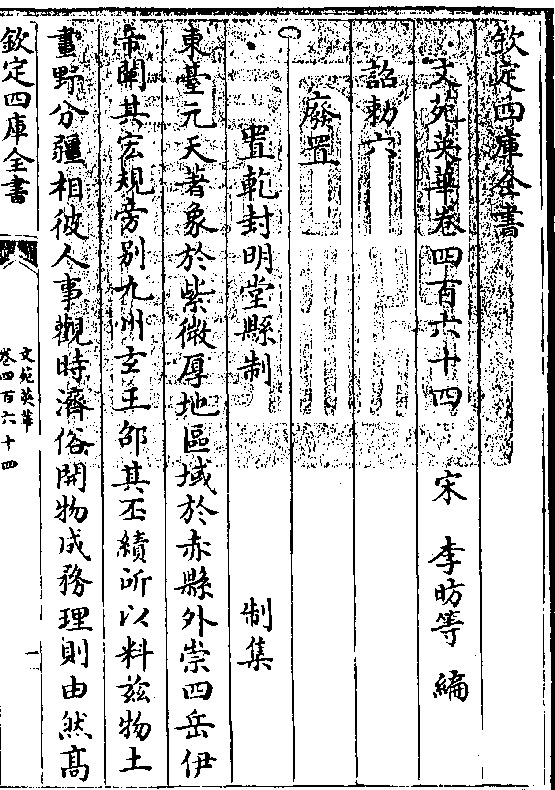 欽定四庫全書
文苑英華卷四百六十四　宋　李昉等　編
詔勅六
廢置
置乾封明堂縣制　制集
東臺元天著象於紫微厚地區域於赤縣外崇四岳伊
帝闡其宏規旁別九州玄王邵其丕績所以料兹物土
畫野分疆相彼人事觀時濟俗開物成務理則由然高
欽定四庫全書
文苑英華
卷四百六十四
一